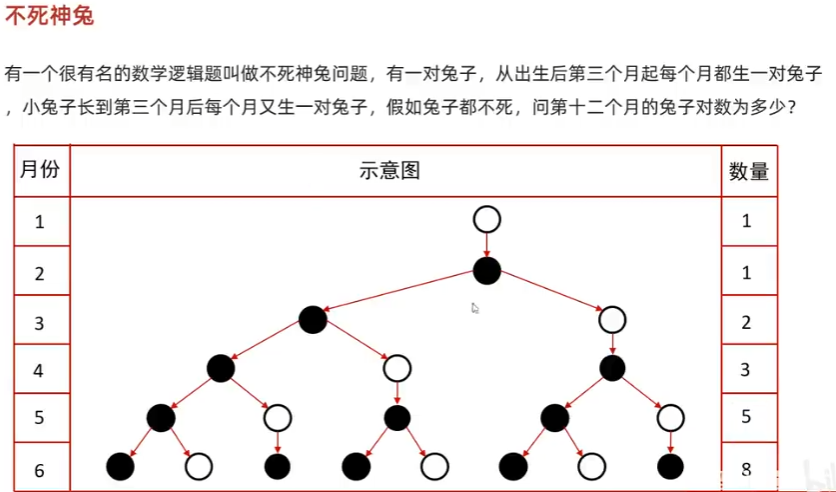 不死神兔
有一个很有名的数学逻辑题叫做不死神兔问题，有一对兔子，从出生后第三个月起每个月都生一对兔子
，小兔子长到第三个月后每个月又生一对兔子，假如兔子都不死，问第十二个月的兔子对数为多少？
月份 示意图 数量
1 1
2 1
3 2
4 3
5 5
6 8